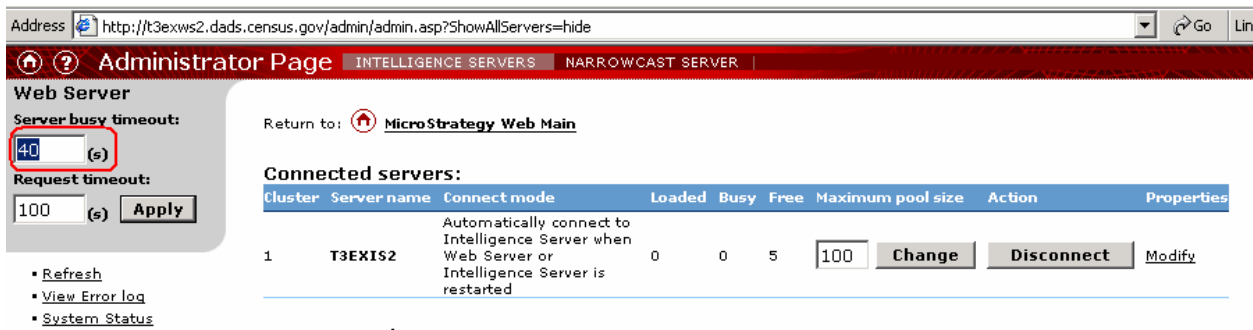 Address http://t3exws2.dads.census.gov/admin/admin.asp?ShowAllServers=hide Go
Administrator Page INTELLIGENCE SERVERS NARROWCAST SERVER |
Web Server
Server busy timeout:
40 (s)
Request timeout:
100 (s) Apply
▪ Refresh
▪ View Error log
▪ System Status
Return to: MicroStrategy Web Main
Connected servers:
Cluster Server name Connect mode Loaded Busy Free Maximum pool size Action Properties
Automatically connect to
Intelligence Server when
1 T3EXIS2 Web Server or 0 0 5 100 Change Disconnect Modify
Intelligence Server is
restarted